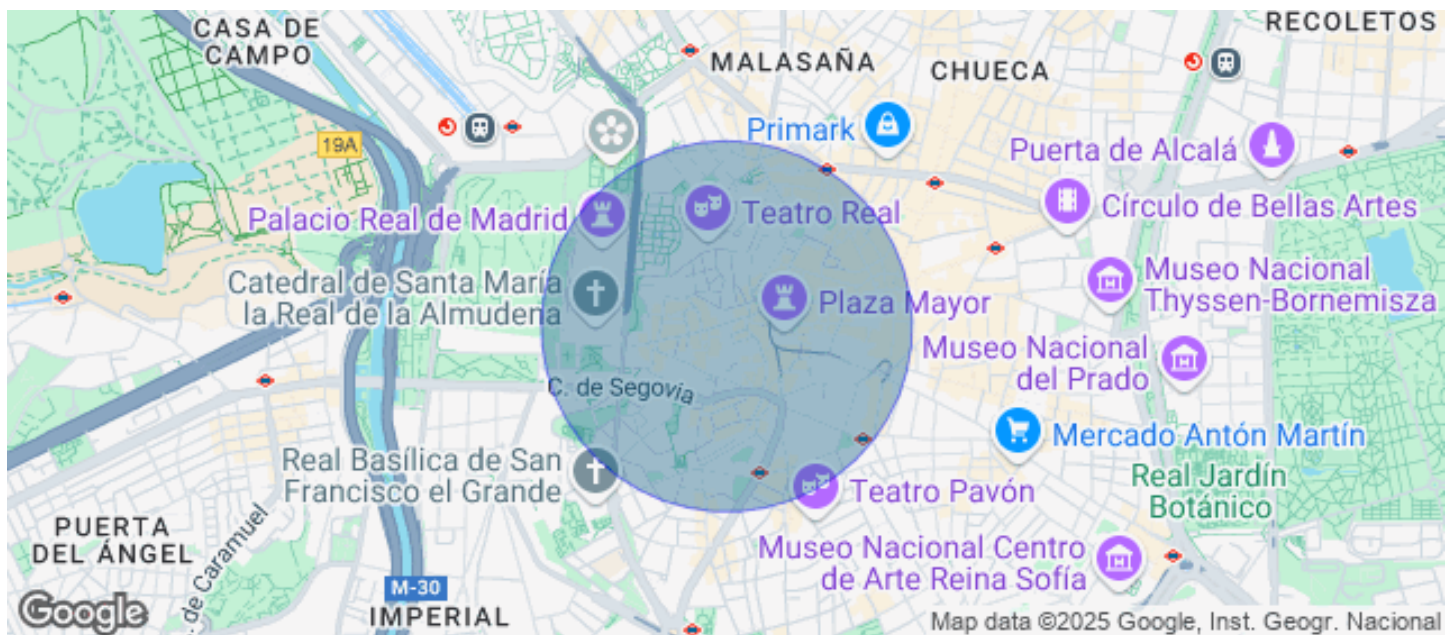 CASA DE
CAMPO
MALASAÑA
CHUECA
RECOLETOS
Primark
19A
Puerta de Alcalá
Palacio Real de Madrid
Teatro Real
Círculo de Bellas Artes
Catedral de Santa María
la Real de la Almudena
Plaza Mayor
Museo Nacional
Thyssen-Bornemisza
Museo Nacional
del Prado
C. de Segovia
Mercado Antón Martín
Real Basílica de San
Francisco el Grande
Teatro Pavón
Real Jardín
Botánico
PUERTA
DEL ÁNGEL
- de Caramuel
Museo Nacional Centro
de Arte Reina Sofía
M-30
IMPERIAL
Google
Map data ©2025 Google, Inst. Geogr. Nacional